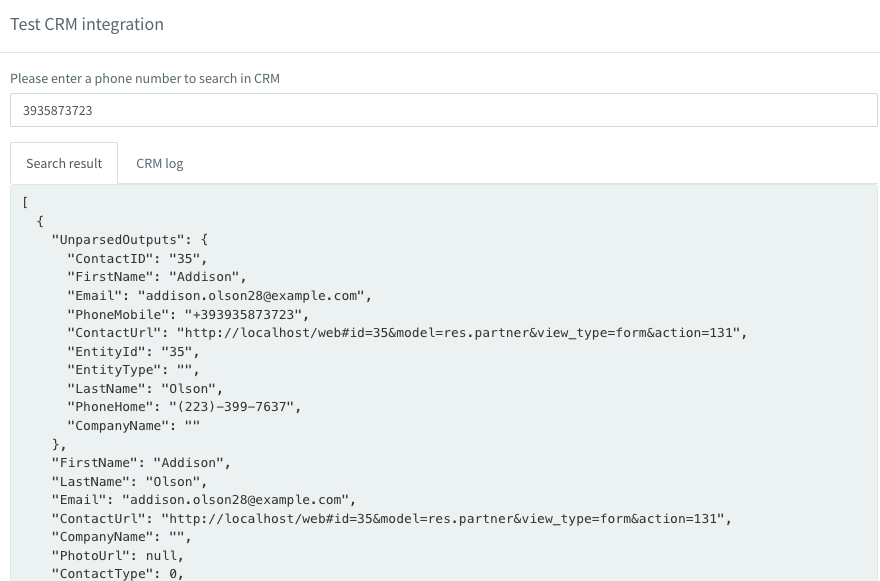 Test CRM integration
Please enter a phone number to search in CRM
3935873723
Search result CRM log
[
{
"UnparsedOutputs": {
"ContactID": "35",
"FirstName": "Addison",
"Email": "addison.olson28@example.com",
"PhoneMobile": "+393935873723",
"ContactUrl": "http://localhost/web#id=35&model=res.partner&view_type=form&action=131",
"EntityId": "35",
"EntityType": "",
"LastName": "Olson",
"PhoneHome": "(223)-399-7637",
"CompanyName": ""
},
"FirstName": "Addison",
"LastName": "Olson",
"Email": "addison.olson28@example.com",
"ContactUrl": "http://localhost/web#id=35&model=res.partner&view_type=form&action=131",
"CompanyName": "",
"PhotoUrl": null,
"ContactType": 0,